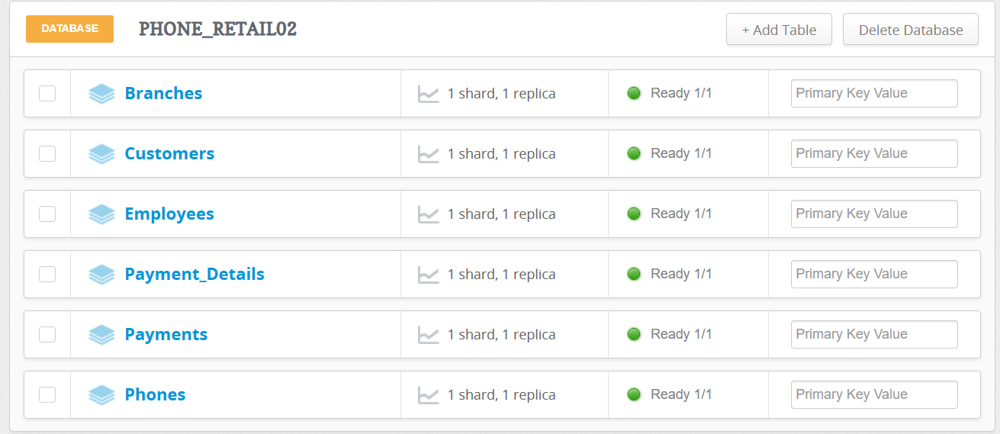 DATABASE PHONE_RETAIL02 + Add Table Delete Database
Branches 1 shard, 1 replica Ready 1/1 Primary Key Value
Customers 1 shard, 1 replica Ready 1/1 Primary Key Value
Employees 1 shard, 1 replica Ready 1/1 Primary Key Value
Payment_Details 1 shard, 1 replica Ready 1/1 Primary Key Value
Payments 1 shard, 1 replica Ready 1/1 Primary Key Value
Phones 1 shard, 1 replica Ready 1/1 Primary Key Value